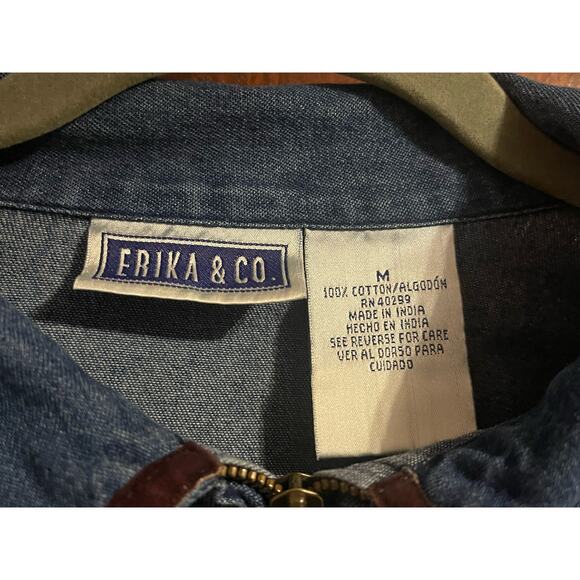 ERIKA & CO.
M
100% COTTON/ALGODÓN
RN 40299
MADE IN INDIA
HECHO EN INDIA
SEE REVERSE FOR CARE
VER AL DORSO PARA
CUIDADO